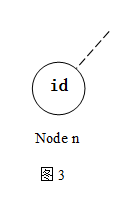 id
Node n
图 3